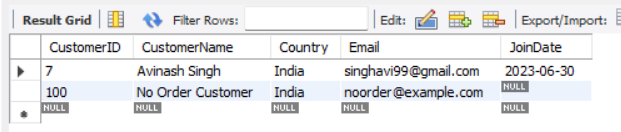 Result Grid Filter Rows: Edit: Export/Import:
CustomerID CustomerName Country Email JoinDate
7 Avinash Singh India singhavi99@gmail.com 2023-06-30
100 No Order Customer India noorder@example.com NULL
NULL NULL NULL NULL NULL